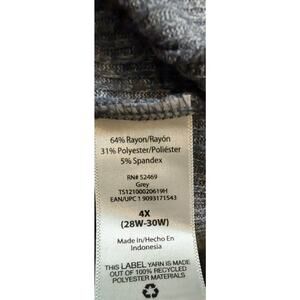 64% Rayon/Rayón
31% Polyester/Poliéster
5% Spandex
RN# 52469
Grey
TS12100020619H
EAN/UPC 1 9093171543
4X
(28W-30W)
Made In/Hecho En
Indonesia
THIS LABEL YARN IS MADE
OUT OF 100% RECYCLED
POLYESTER MATERIALS